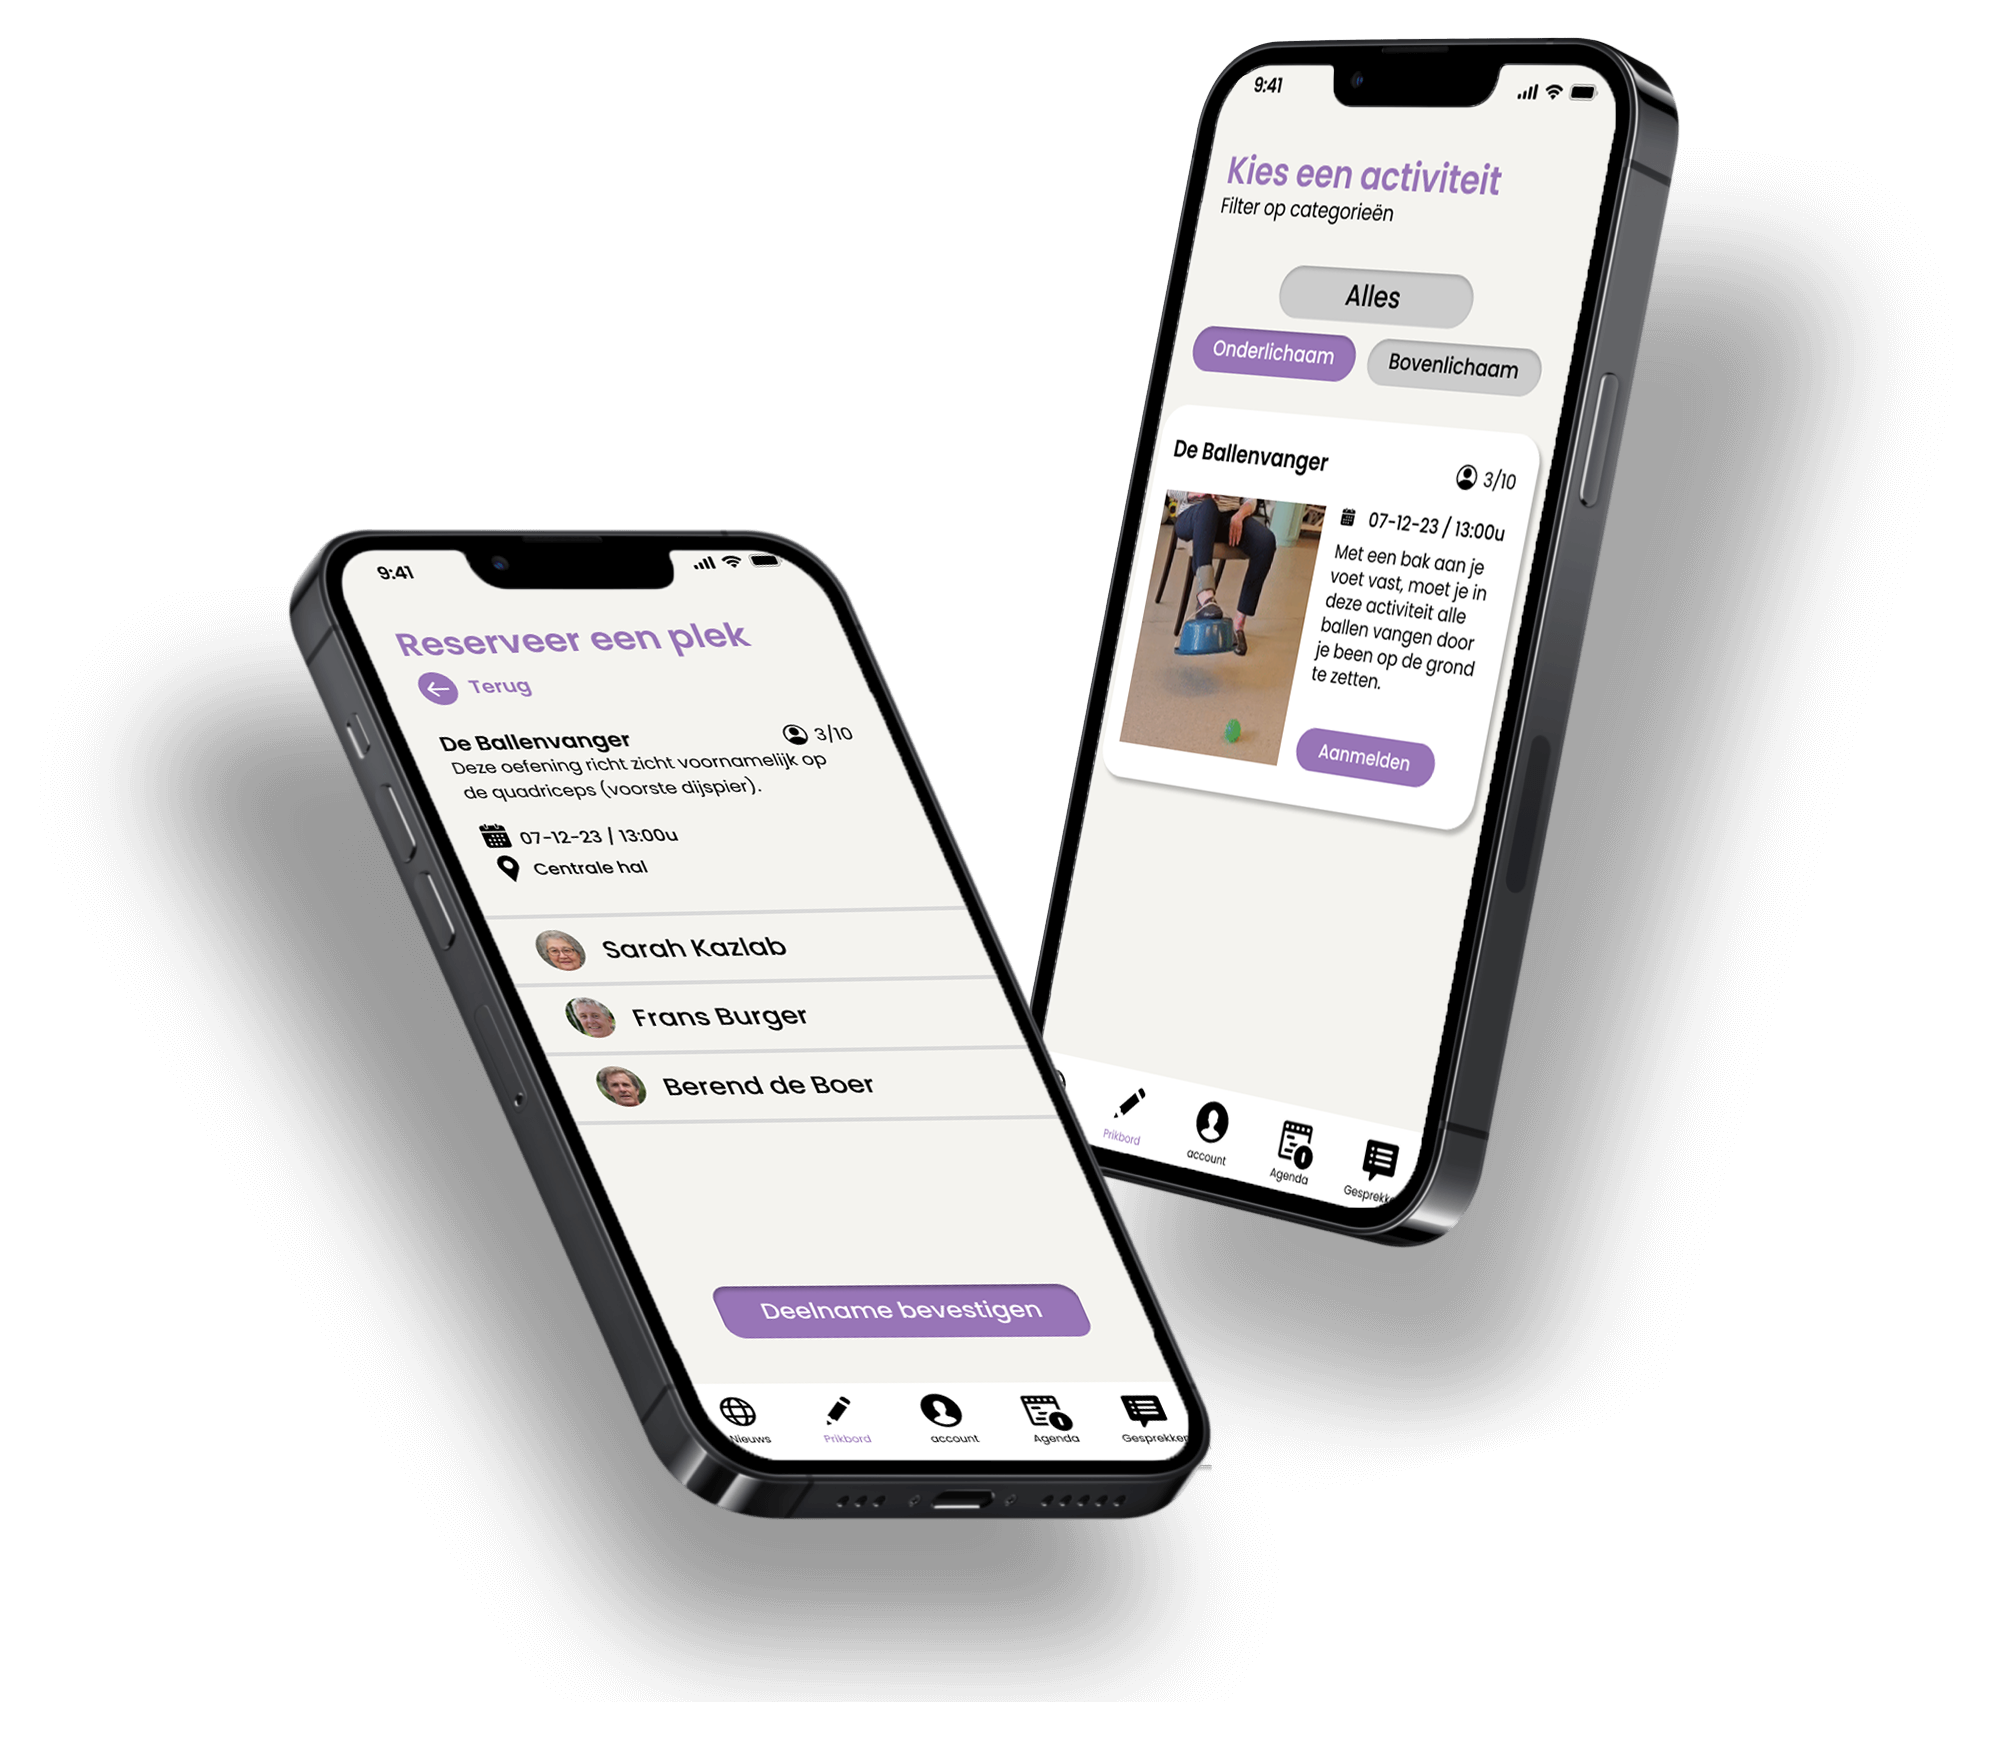 9:41
Reserveer een plek
Terug
De Ballenvanger
3/10
Deze oefening richt zicht voornamelijk op
de quadriceps (voorste dijspier).
07-12-23 / 13:00u
Centrale hal
Sarah Kazlab
Frans Burger
Berend de Boer
Deelname bevestigen
Nieuws
Prikbord
account
Agenda
Gesprekken
9:41
Kies een activiteit
Filter op categorieën
Alles
Onderlichaam
Bovenlichaam
De Ballenvanger
3/10
07-12-23 / 13:00u
Met een bak aan je
voet vast, moet je in
deze activiteit alle
ballen vangen door
je been op de grond
te zetten.
Aanmelden
Prikbord
account
Agenda
Gesprekke